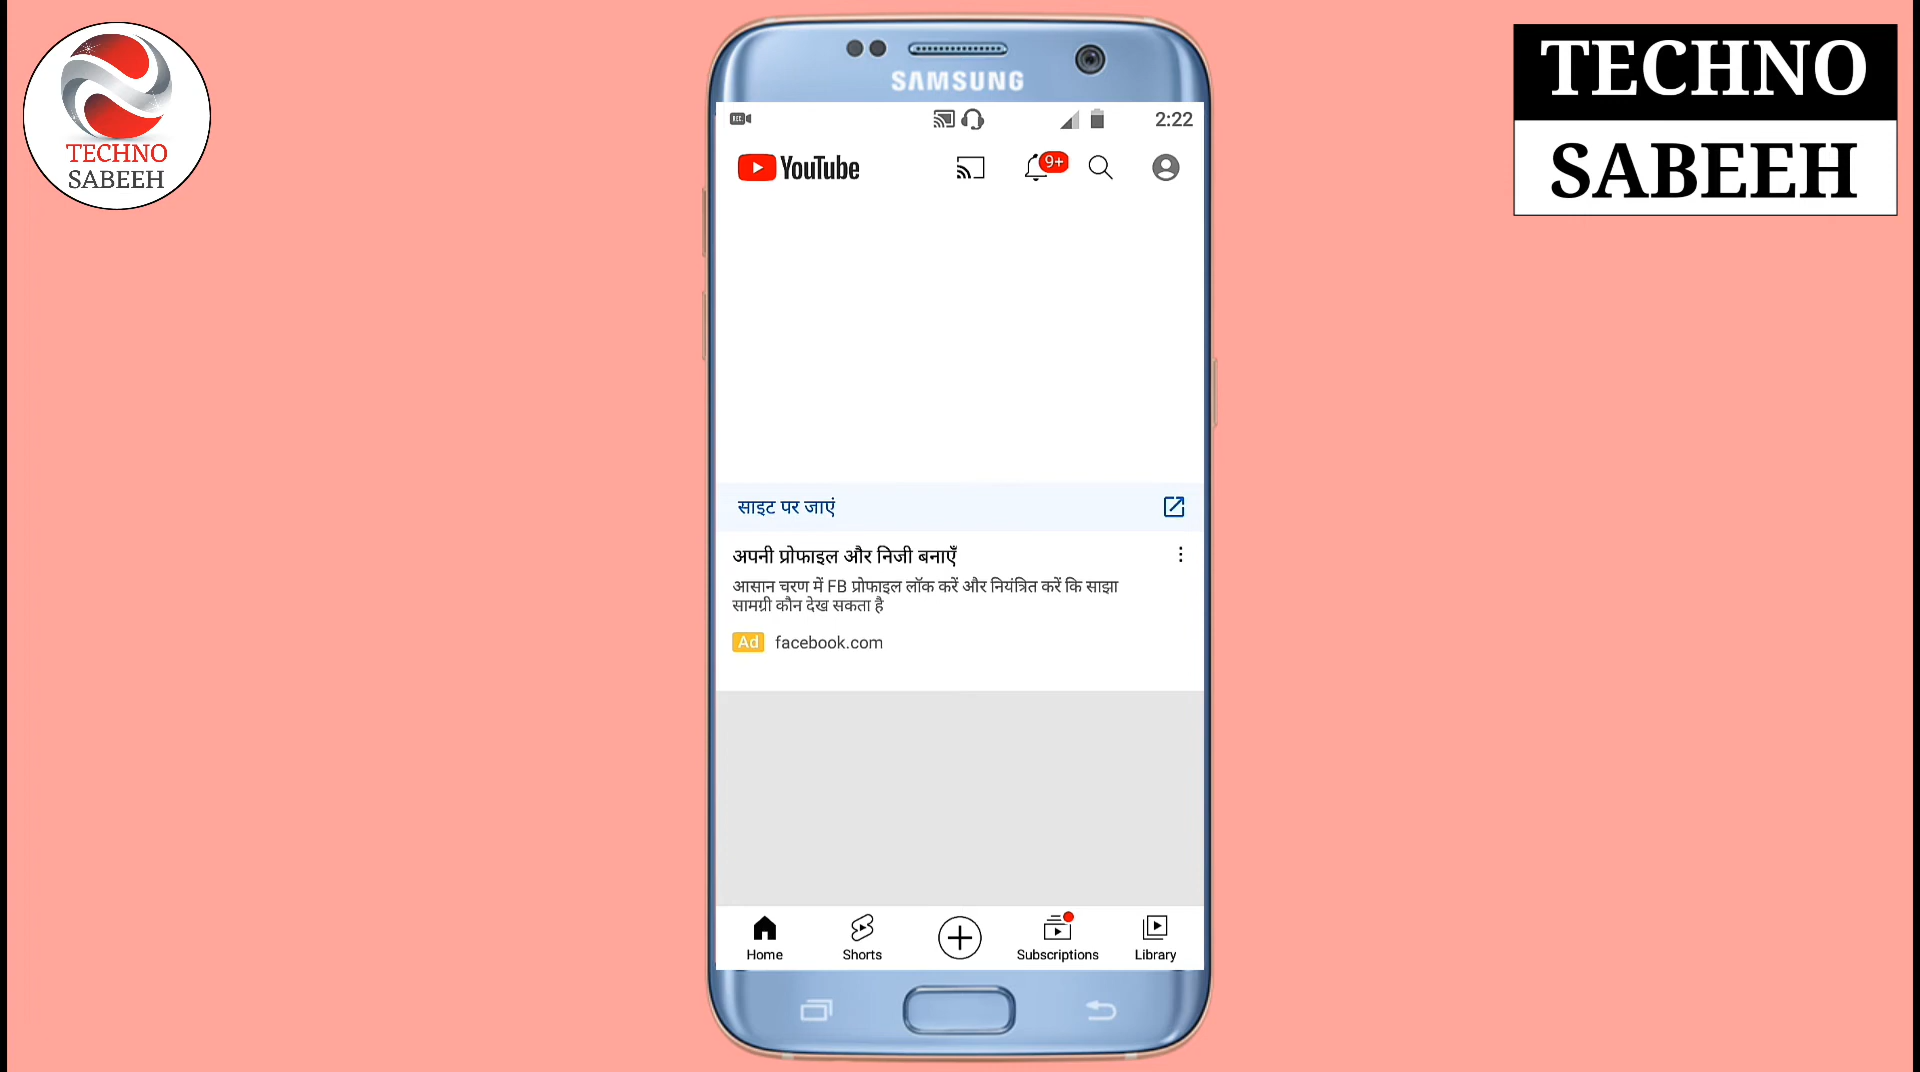 TECHNO
SABEEH
SAMSUNG
TECHNO
SABEEH
REC
2:22
YouTube
9+
साइट पर जाएं
अपनी प्रोफाइल और निजी बनाएँ
आसान चरण में FB प्रोफाइल लॉक करें और नियंत्रित करें कि साझा
सामग्री कौन देख सकता है
Ad facebook.com
Home Shorts Subscriptions Library